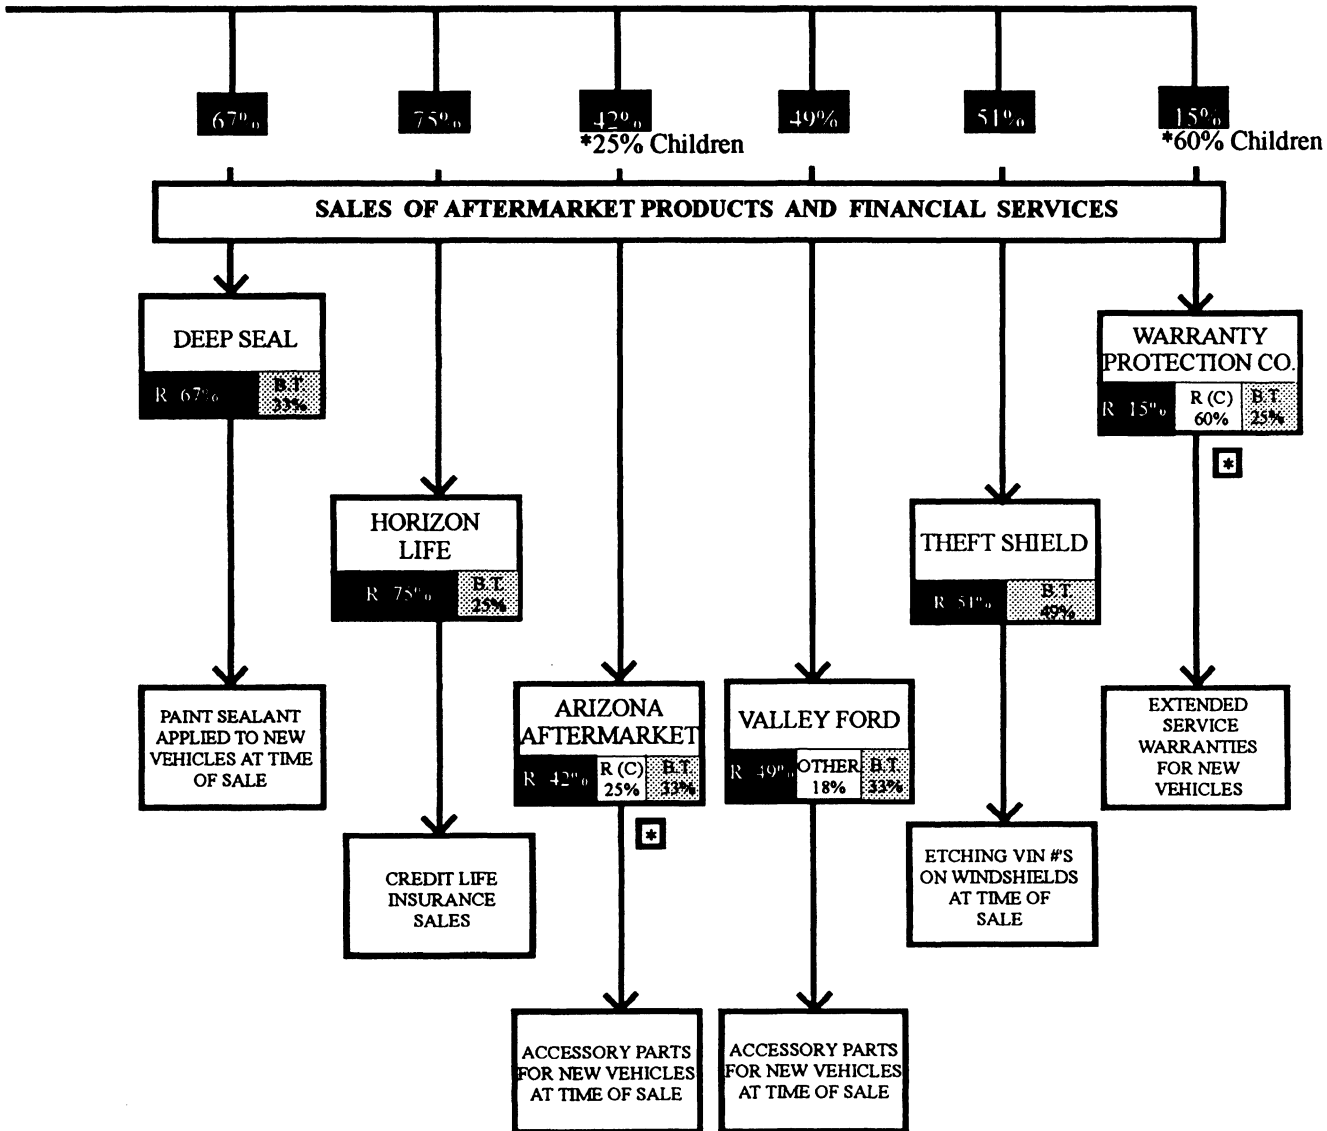 67%
75%
42%
49%
51%
15%
*25% Children
*60% Children
SALES OF AFTERMARKET PRODUCTS AND FINANCIAL SERVICES
DEEP SEAL
R 67%
B.T.
33%
WARRANTY
PROTECTION CO.
R 15%
R (C)
60%
B.T.
25%
*
HORIZON
LIFE
R 75%
B.T.
25%
THEFT SHIELD
R 51%
B.T.
49%
ARIZONA
AFTERMARKET
R 42%
R (C)
25%
B.T.
33%
*
VALLEY FORD
R 49%
OTHER
18%
B.T.
33%
PAINT SEALANT
APPLIED TO NEW
VEHICLES AT TIME
OF SALE
EXTENDED
SERVICE
WARRANTIES
FOR NEW
VEHICLES
CREDIT LIFE
INSURANCE
SALES
ETCHING VIN #'S
ON WINDSHIELDS
AT TIME OF
SALE
ACCESSORY PARTS
FOR NEW VEHICLES
AT TIME OF SALE
ACCESSORY PARTS
FOR NEW VEHICLES
AT TIME OF SALE